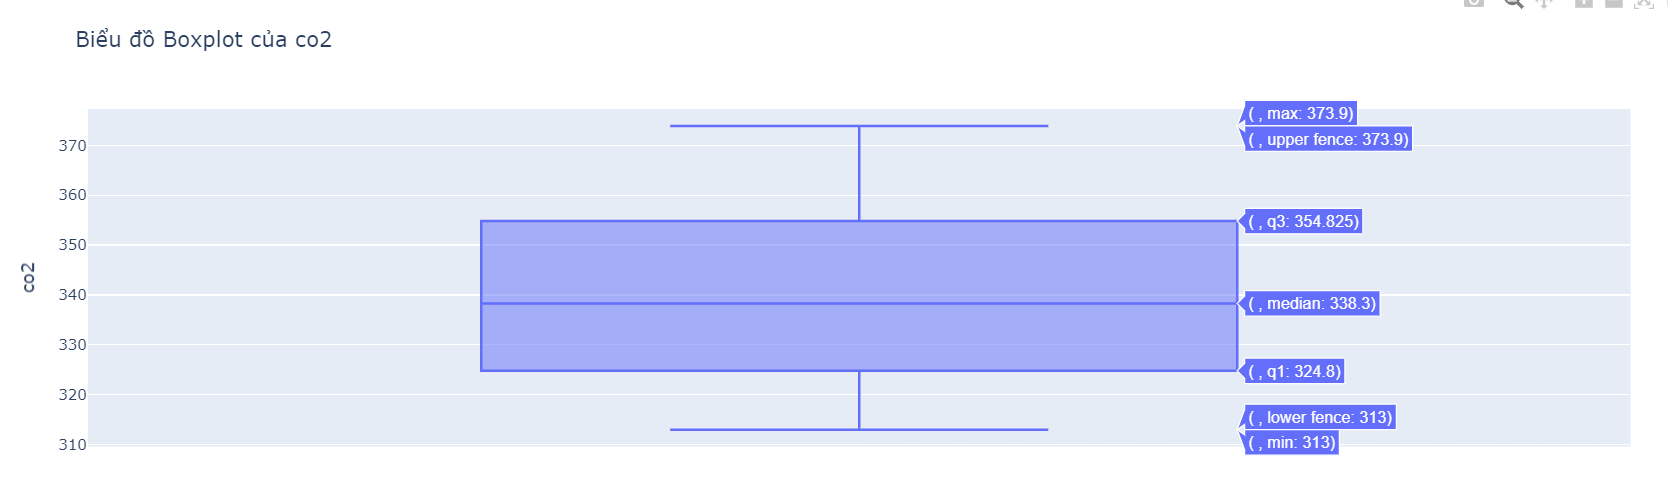 Biểu đồ Boxplot của co2
( , max: 373.9)
( , upper fence: 373.9)
370
360
( , q3: 354.825)
350
co2
340
( , median: 338.3)
330
( , q1: 324.8)
320
( , lower fence: 313)
310
( , min: 313)